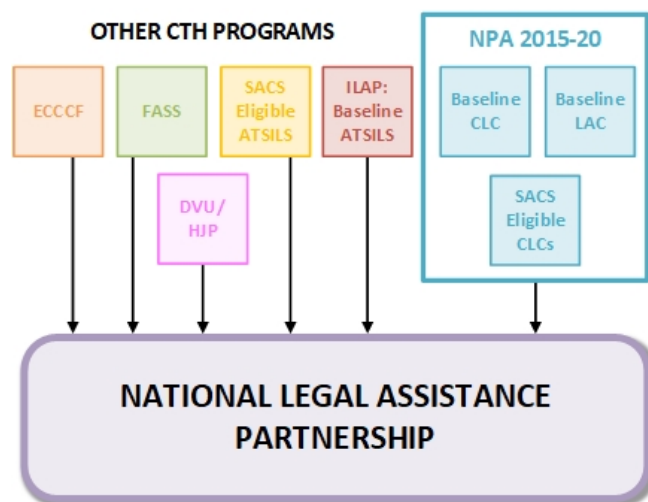 OTHER CTH PROGRAMS
ECCCF
FASS
SACS
Eligible
ATSILS
ILAP:
Baseline
ATSILS
DVU/
HJP
NPA 2015-20
Baseline
CLC
Baseline
LAC
SACS
Eligible
CLCs
NATIONAL LEGAL ASSISTANCE
PARTNERSHIP